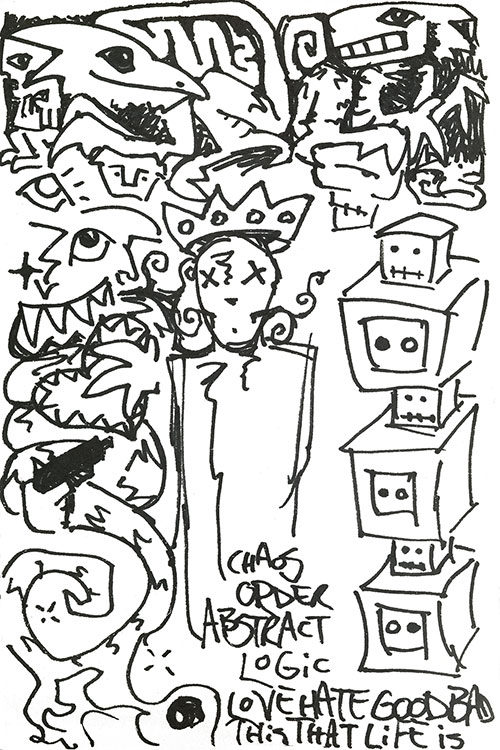 CHAOS
ORDER
ABSTRACT
LOGIC
LOVE HATE GOOD BAD
THIS THAT LIFE is